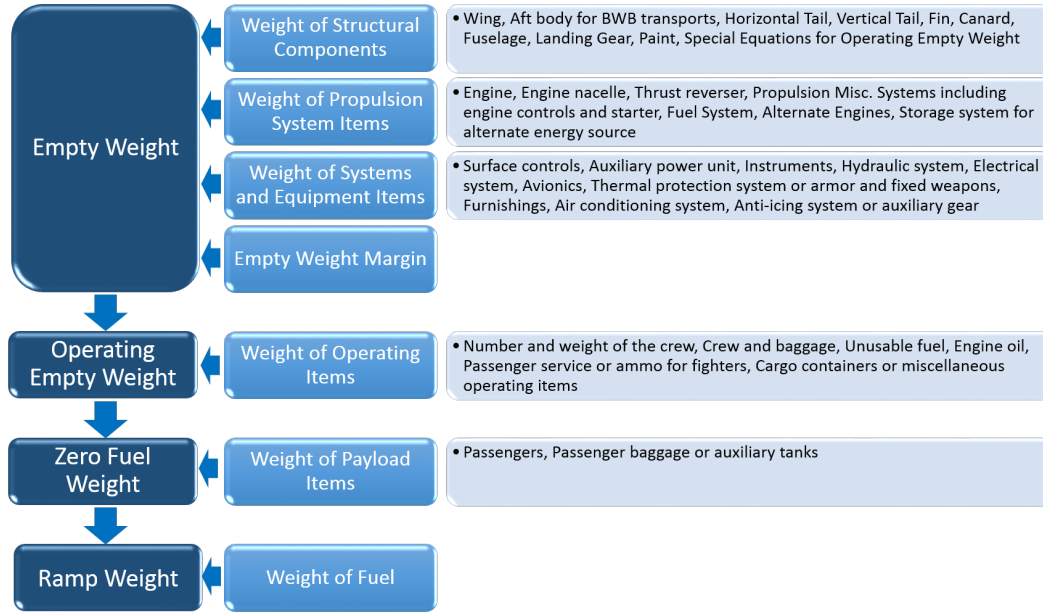 Empty Weight
Weight of Structural
Components
• Wing, Aft body for BWB transports, Horizontal Tail, Vertical Tail, Fin, Canard,
Fuselage, Landing Gear, Paint, Special Equations for Operating Empty Weight
Weight of Propulsion
System Items
• Engine, Engine nacelle, Thrust reverser, Propulsion Misc. Systems including
engine controls and starter, Fuel System, Alternate Engines, Storage system for
alternate energy source
Weight of Systems
and Equipment Items
• Surface controls, Auxiliary power unit, Instruments, Hydraulic system, Electrical
system, Avionics, Thermal protection system or armor and fixed weapons,
Furnishings, Air conditioning system, Anti-icing system or auxiliary gear
Empty Weight Margin
Operating
Empty Weight
Weight of Operating
Items
• Number and weight of the crew, Crew and baggage, Unusable fuel, Engine oil,
Passenger service or ammo for fighters, Cargo containers or miscellaneous
operating items
Zero Fuel
Weight
Weight of Payload
Items
• Passengers, Passenger baggage or auxiliary tanks
Ramp Weight
Weight of Fuel